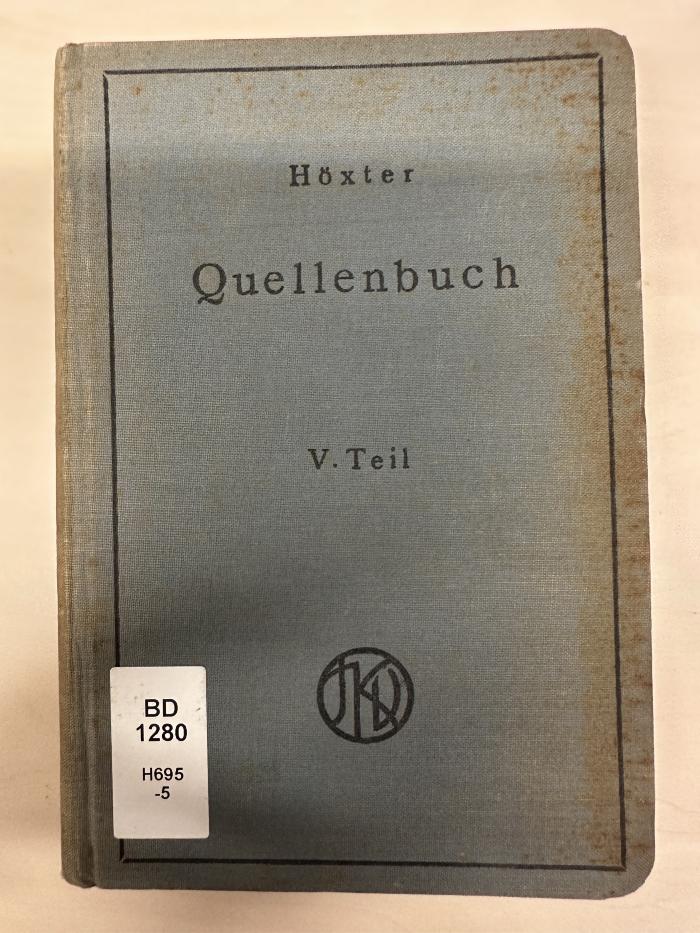 Höxter
Quellenbuch
V. Teil
BD
1280
H695
-5